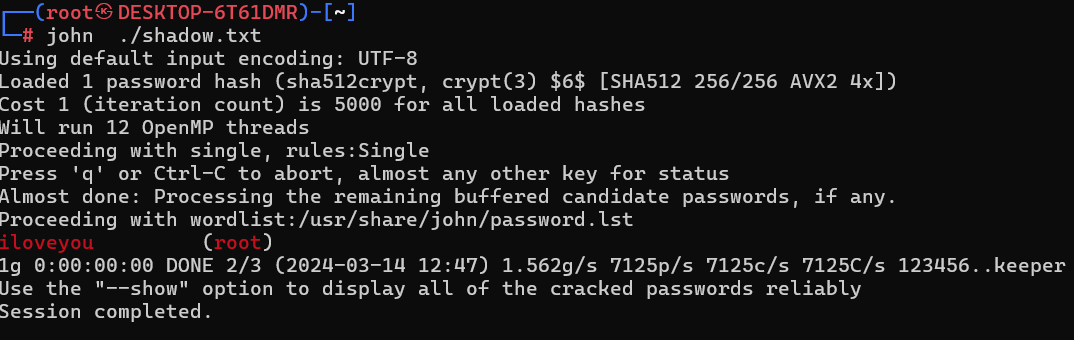 ┌──(root㉿DESKTOP-6T61DMR)-[~]
└─# john  ./shadow.txt
Using default input encoding: UTF-8
Loaded 1 password hash (sha512crypt, crypt(3) $6$ [SHA512 256/256 AVX2 4x])
Cost 1 (iteration count) is 5000 for all loaded hashes
Will run 12 OpenMP threads
Proceeding with single, rules:Single
Press 'q' or Ctrl-C to abort, almost any other key for status
Almost done: Processing the remaining buffered candidate passwords, if any.
Proceeding with wordlist:/usr/share/john/password.lst
iloveyou         (root)
1g 0:00:00:00 DONE 2/3 (2024-03-14 12:47) 1.562g/s 7125p/s 7125c/s 7125C/s 123456..keeper
Use the "--show" option to display all of the cracked passwords reliably
Session completed.